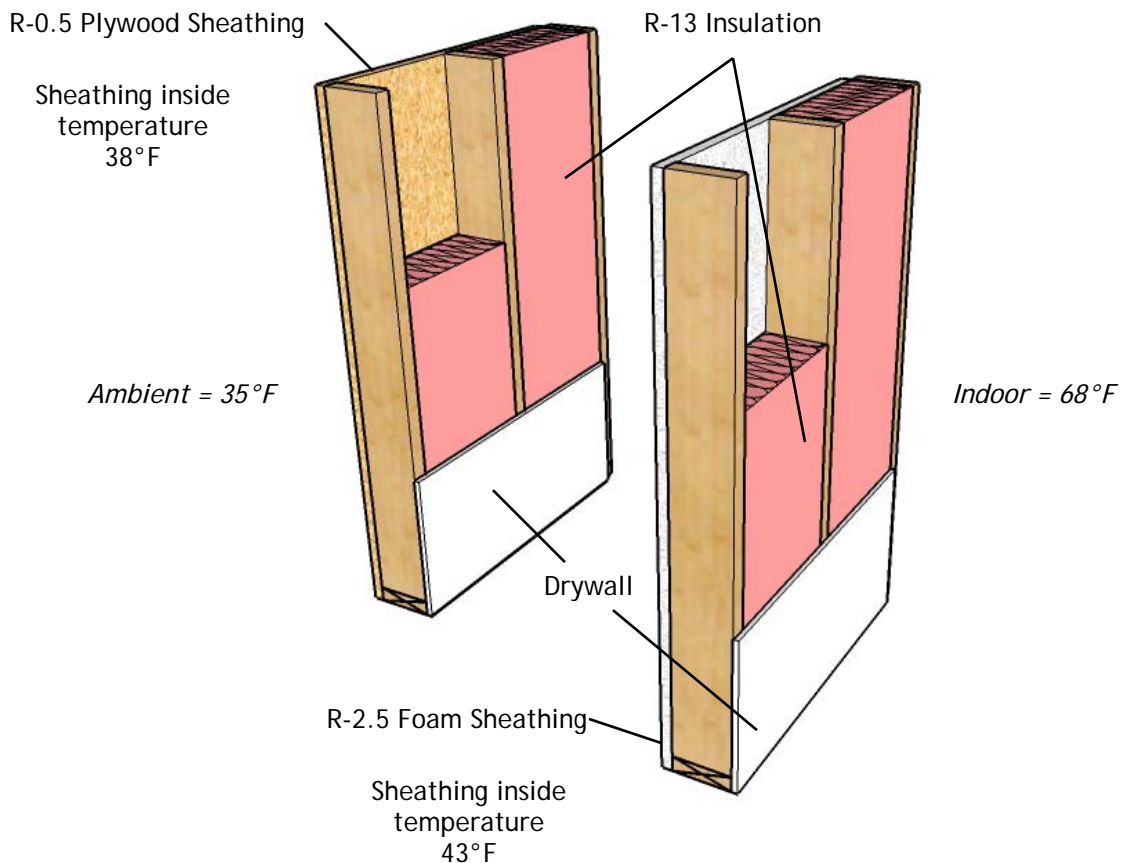 R-0.5 Plywood Sheathing
R-13 Insulation
Sheathing inside
temperature
38°F
Ambient = 35°F
Indoor = 68°F
Drywall
R-2.5 Foam Sheathing
Sheathing inside
temperature
43°F